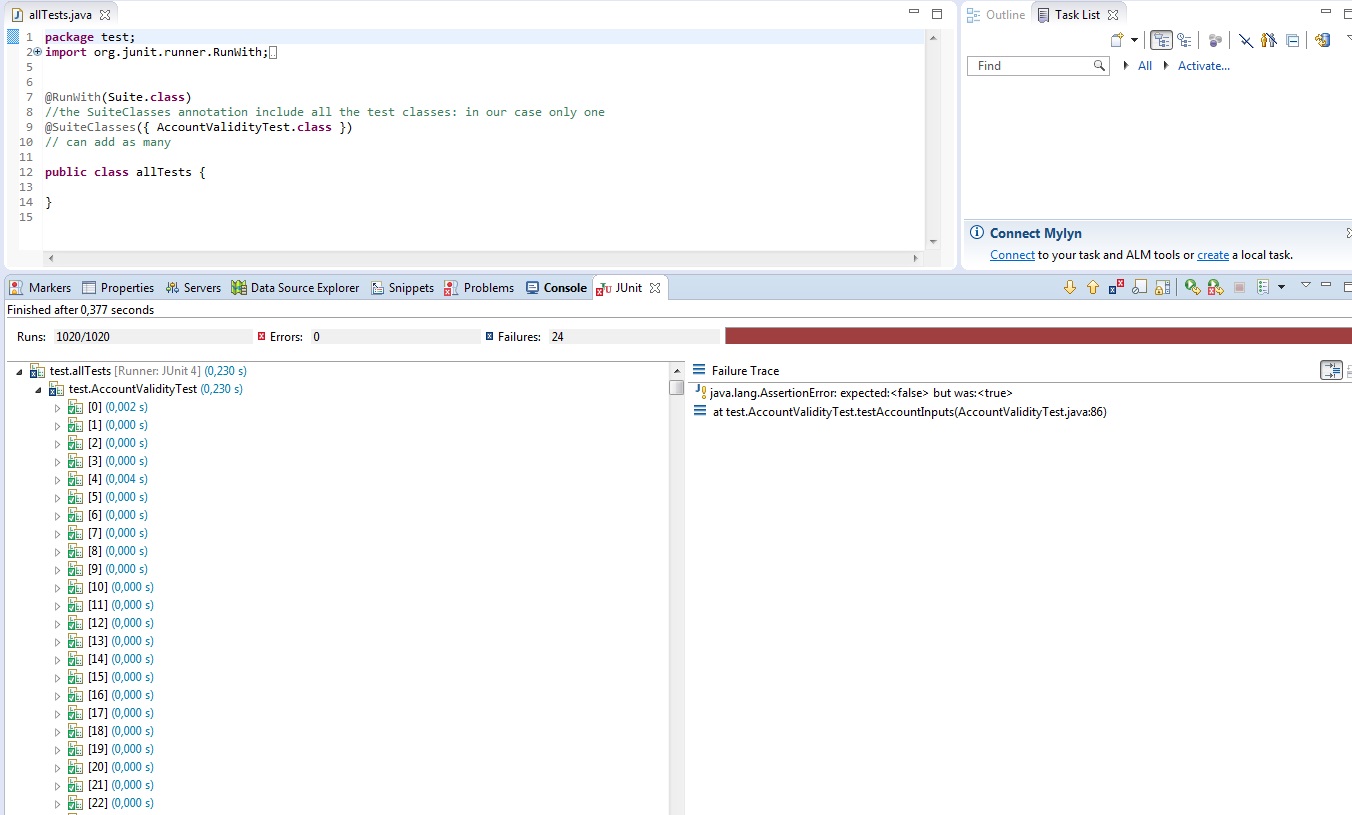 allTests.java
1 package test;
2 import org.junit.runner.RunWith;
5
6
7 @RunWith(Suite.class)
8 //the SuiteClasses annotation include all the test classes: in our case only one
9 @SuiteClasses({ AccountValidityTest.class })
10 // can add as many
11
12 public class allTests {
13
14 }
15
Outline Task List
Find All Activate...
Connect Mylyn
Connect to your task and ALM tools or create a local task.
Markers Properties Servers Data Source Explorer Snippets Problems Console JUnit
Finished after 0,377 seconds
Runs: 1020/1020 Errors: 0 Failures: 24
test.allTests [Runner: JUnit 4] (0,230 s)
test.AccountValidityTest (0,230 s)
[0] (0,002 s)
[1] (0,000 s)
[2] (0,000 s)
[3] (0,000 s)
[4] (0,004 s)
[5] (0,000 s)
[6] (0,000 s)
[7] (0,000 s)
[8] (0,000 s)
[9] (0,000 s)
[10] (0,000 s)
[11] (0,000 s)
[12] (0,000 s)
[13] (0,000 s)
[14] (0,000 s)
[15] (0,000 s)
[16] (0,000 s)
[17] (0,000 s)
[18] (0,000 s)
[19] (0,000 s)
[20] (0,000 s)
[21] (0,000 s)
[22] (0,000 s)
Failure Trace
java.lang.AssertionError: expected:<false> but was:<true>
at test.AccountValidityTest.testAccountInputs(AccountValidityTest.java:86)